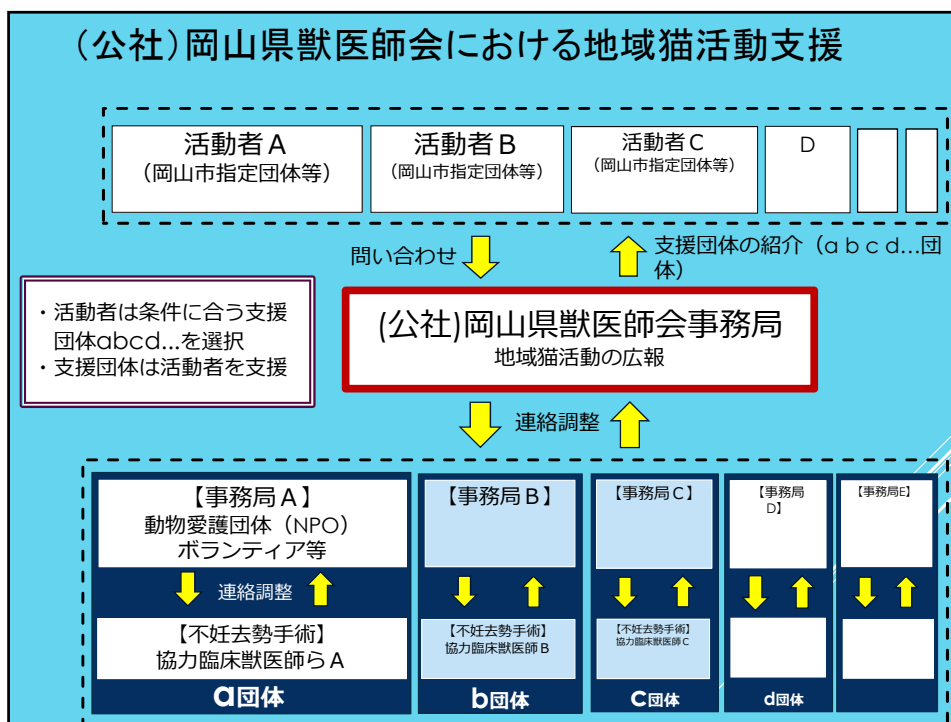 (公社)岡山県獣医師会における地域猫活動支援
活動者A
(岡山市指定団体等)
活動者B
(岡山市指定団体等)
活動者C
(岡山市指定団体等)
D
問い合わせ
支援団体の紹介(abcd…団
体)
・活動者は条件に合う支援
団体abcd…を選択
・支援団体は活動者を支援
(公社)岡山県獣医師会事務局
地域猫活動の広報
連絡調整
【事務局A】
動物愛護団体(NPO)
ボランティア等
連絡調整
【不妊去勢手術】
協力臨床獣医師らA
a団体
【事務局B】
【不妊去勢手術】
協力臨床獣医師B
b団体
【事務局C】
【不妊去勢手術】
協力臨床獣医師C
c団体
【事務局
D】
d団体
【事務局E】